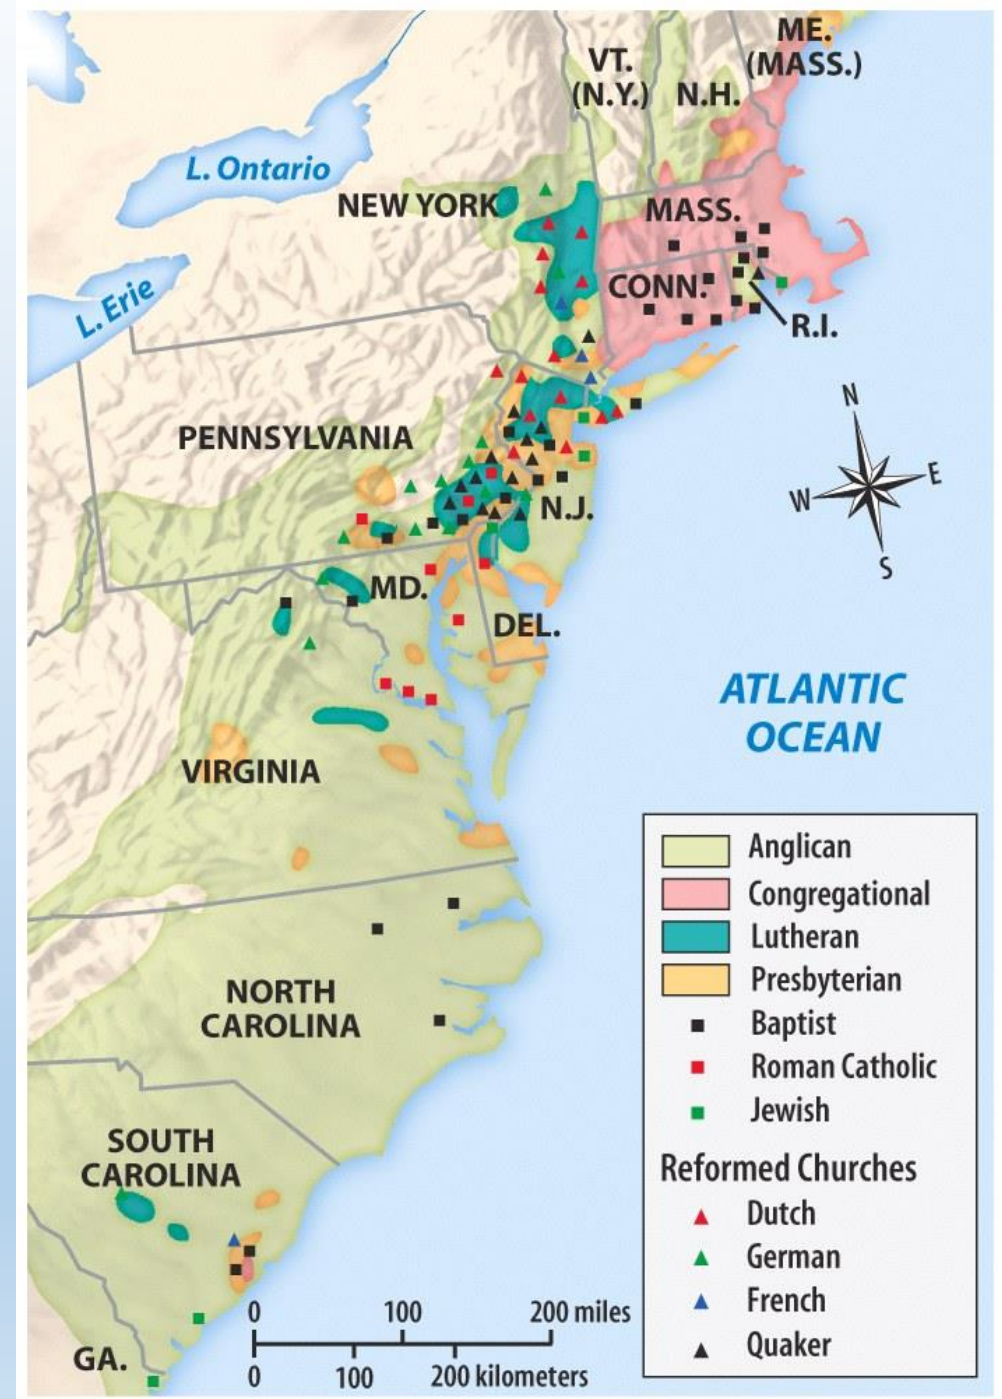 ME.
(MASS.)
VT.
(N.Y.)
N.H.
L. Ontario
NEW YORK
MASS.
CONN.
L. Erie
R.I.
PENNSYLVANIA
N
W
E
S
N.J.
MD.
DEL.
ATLANTIC
OCEAN
VIRGINIA
NORTH
CAROLINA
SOUTH
CAROLINA
GA.
Anglican
Congregational
Lutheran
Presbyterian
Baptist
Roman Catholic
Jewish
Reformed Churches
Dutch
German
French
Quaker
0 100 200 miles
0 100 200 kilometers